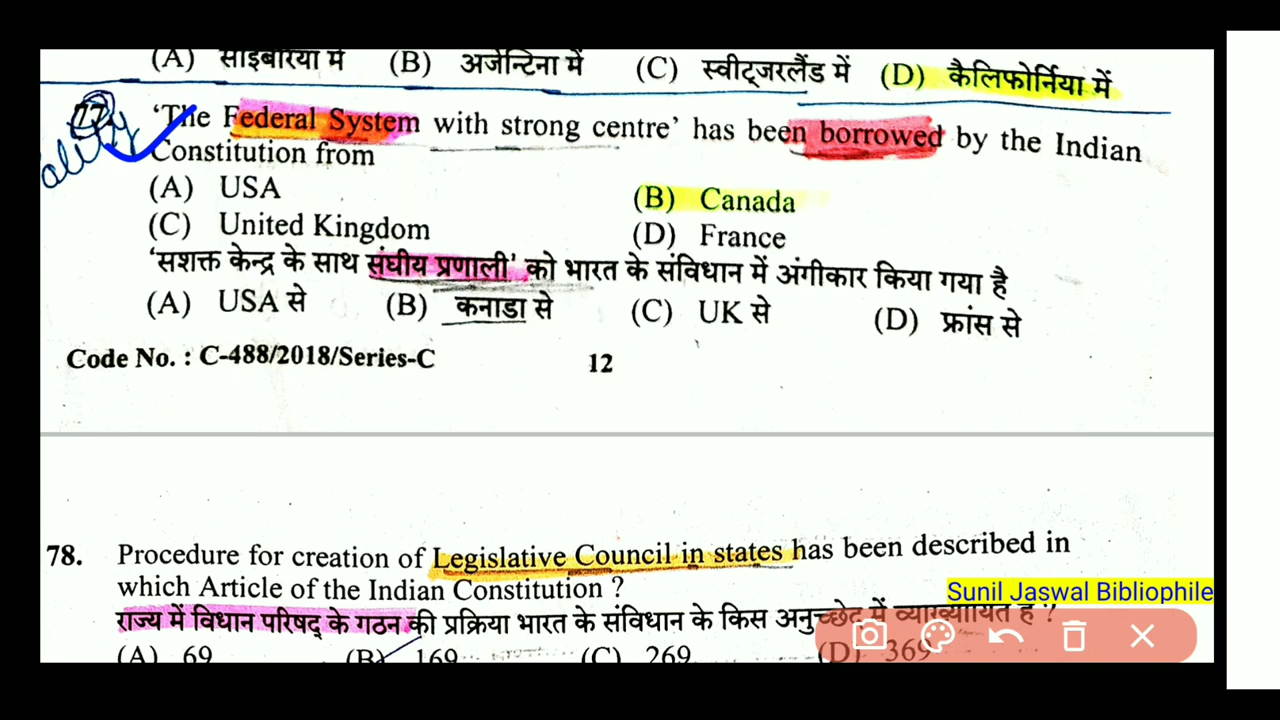 (A) साइबेरिया में (B) अर्जेन्टिना में (C) स्वीट्जरलैंड में (D) कैलिफोर्निया में
77. ‘The Federal System with strong centre’ has been borrowed by the Indian
Constitution from
(A) USA (B) Canada
(C) United Kingdom (D) France
‘सशक्त केन्द्र के साथ संघीय प्रणाली’ को भारत के संविधान में अंगीकार किया गया है
(A) USA से (B) कनाडा से (C) UK से (D) फ्रांस से
Code No. : C-488/2018/Series-C 12
78. Procedure for creation of Legislative Council in states has been described in
which Article of the Indian Constitution ?
Sunil Jaswal Bibliophile
राज्य में विधान परिषद् के गठन की प्रक्रिया भारत के संविधान के किस अनुच्छेद में व्याख्यायित है ?
(A) 69 (B) 169 (C) 269 (D) 369